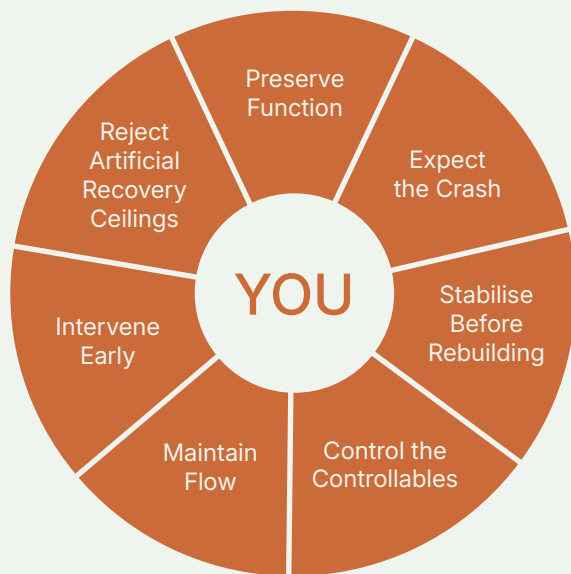 Preserve
Function
Expect
the Crash
Stabilise
Before
Rebuilding
Control the
Controllables
Maintain
Flow
Intervene
Early
Reject
Artificial
Recovery
Ceilings
YOU